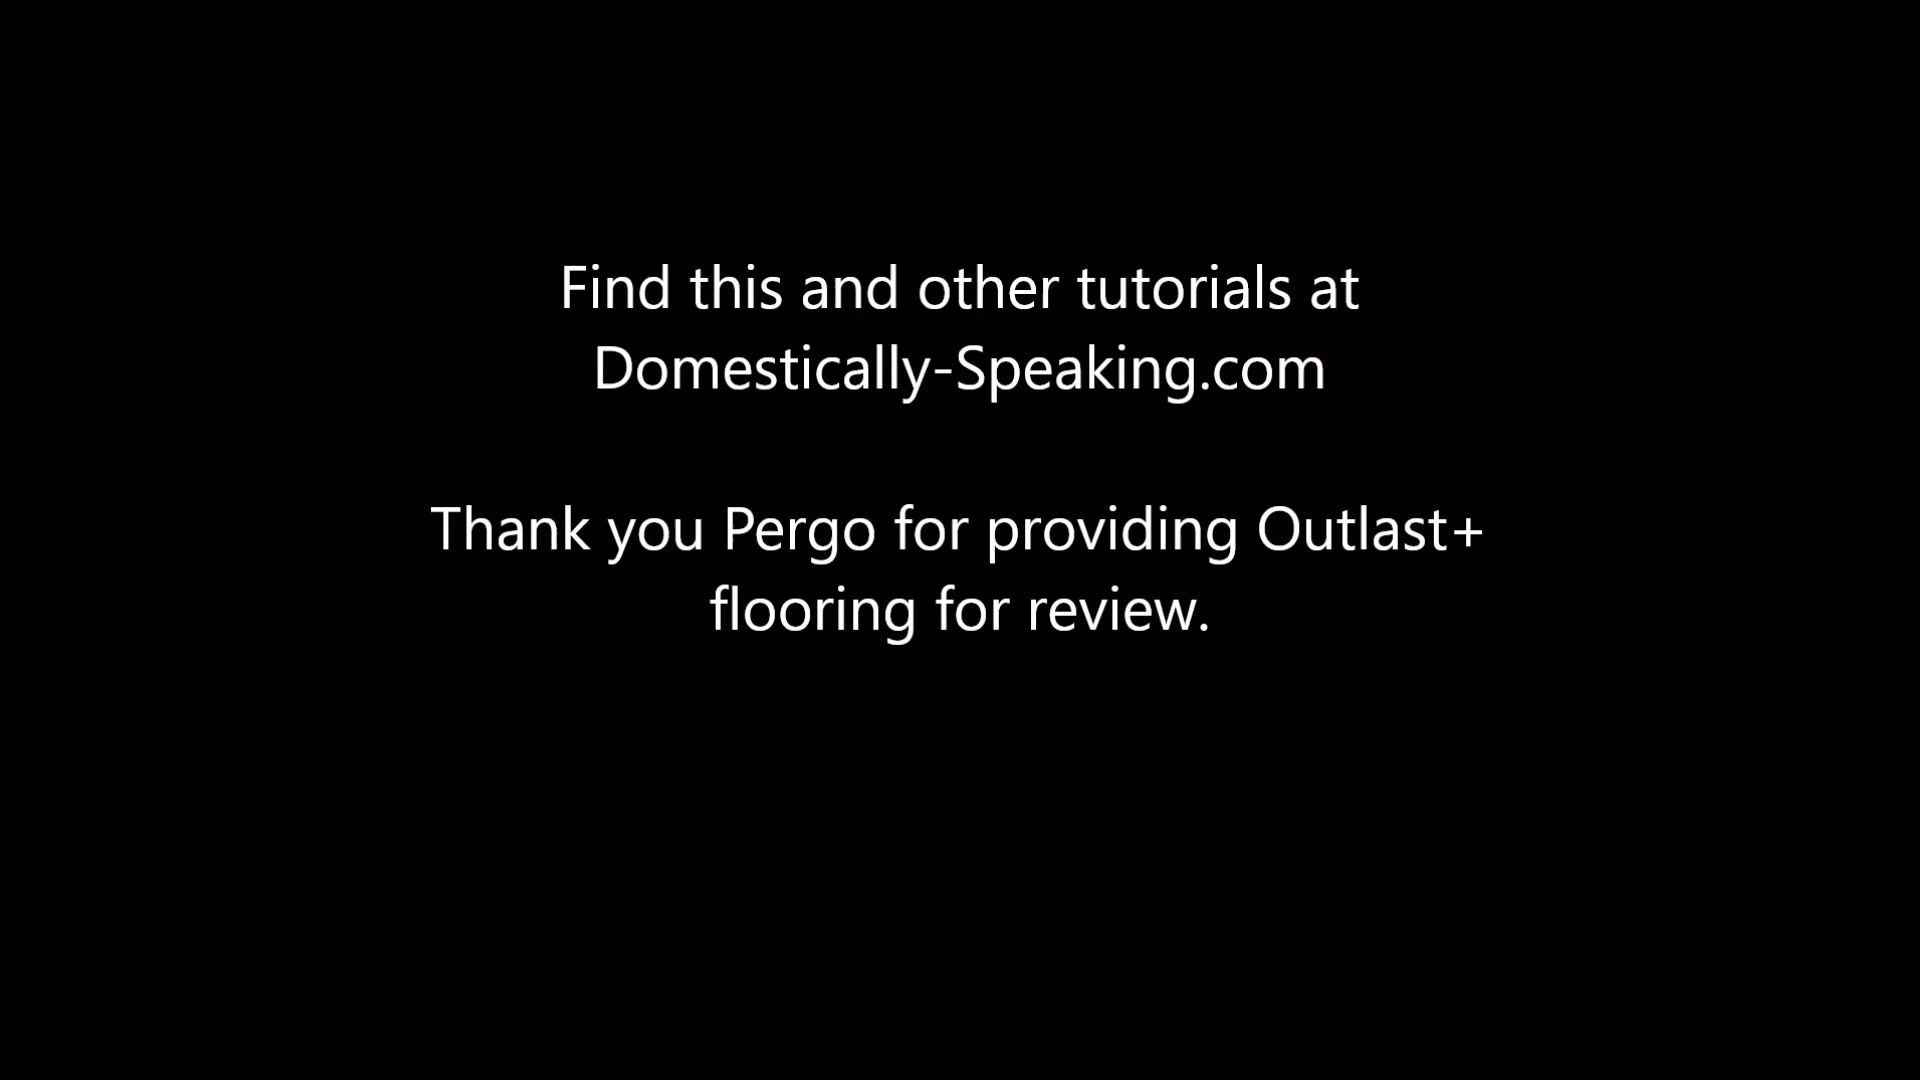 Find this and other tutorials at
Domestically-Speaking.com
Thank you Pergo for providing Outlast+
flooring for review.